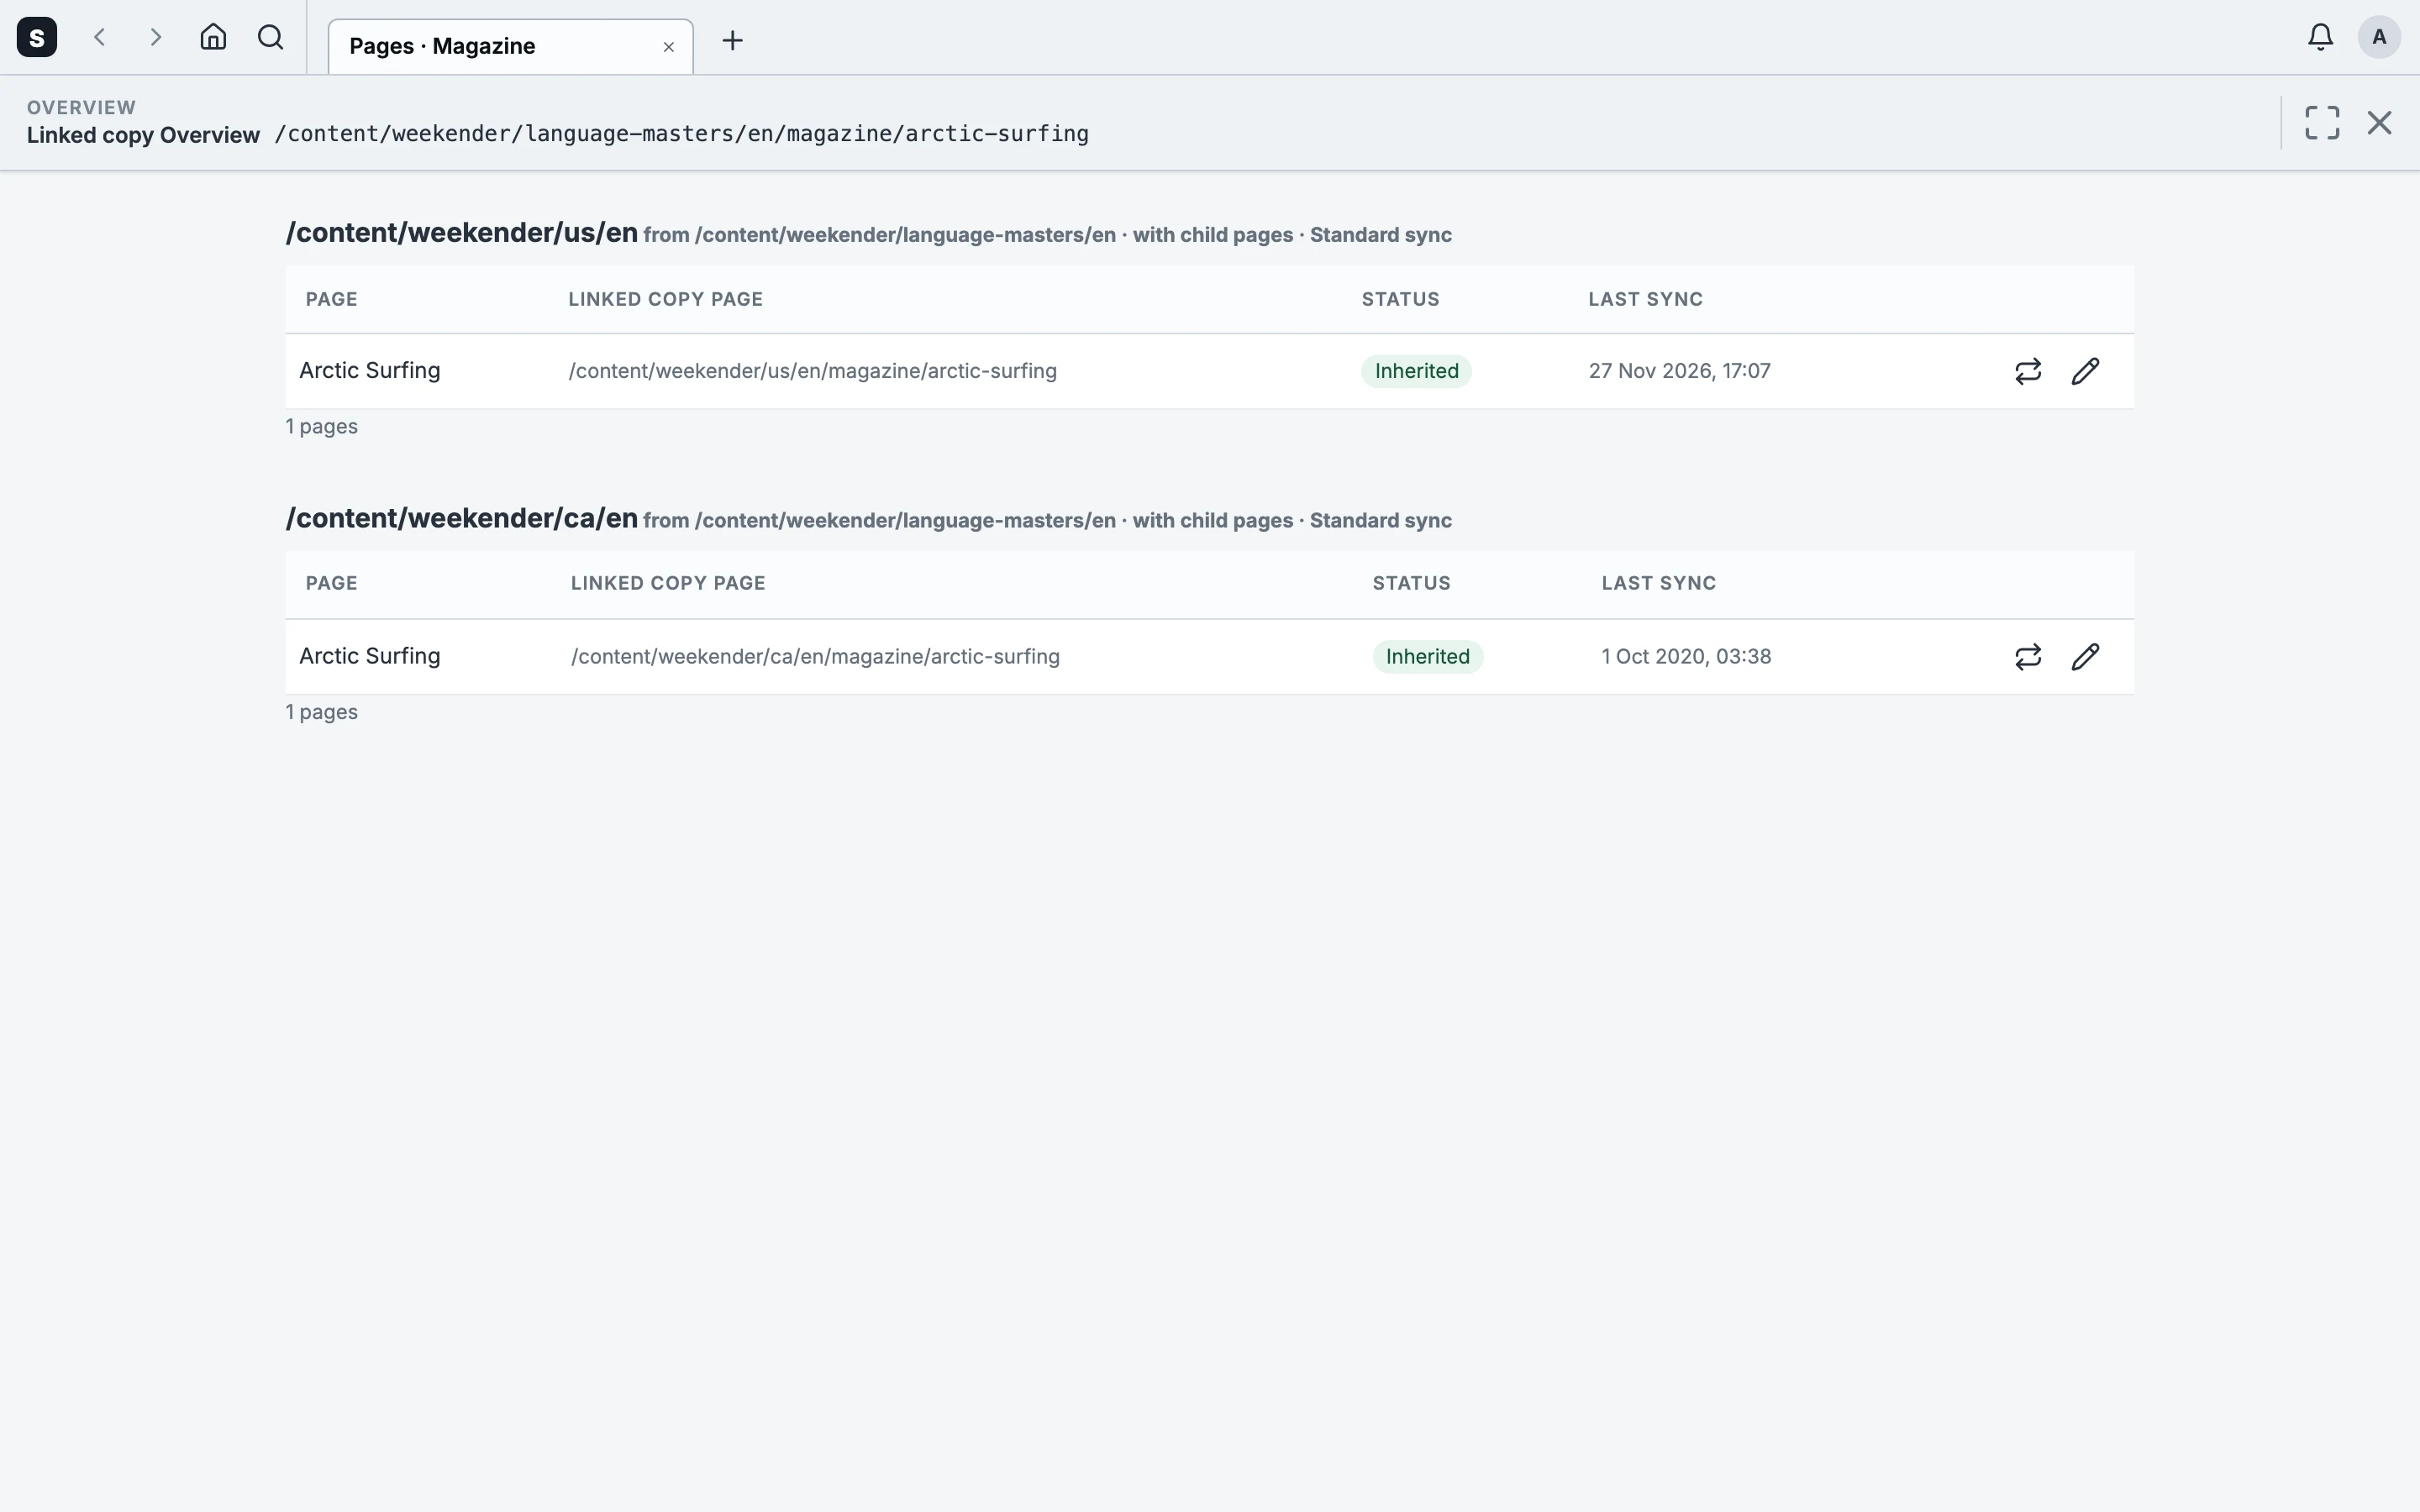 S
Pages · Magazine
A
OVERVIEW
Linked copy Overview /content/weekender/language-masters/en/magazine/arctic-surfing
/content/weekender/us/en from /content/weekender/language-masters/en · with child pages · Standard sync
PAGE LINKED COPY PAGE STATUS LAST SYNC
Arctic Surfing /content/weekender/us/en/magazine/arctic-surfing Inherited 27 Nov 2026, 17:07
1 pages
/content/weekender/ca/en from /content/weekender/language-masters/en · with child pages · Standard sync
PAGE LINKED COPY PAGE STATUS LAST SYNC
Arctic Surfing /content/weekender/ca/en/magazine/arctic-surfing Inherited 1 Oct 2020, 03:38
1 pages